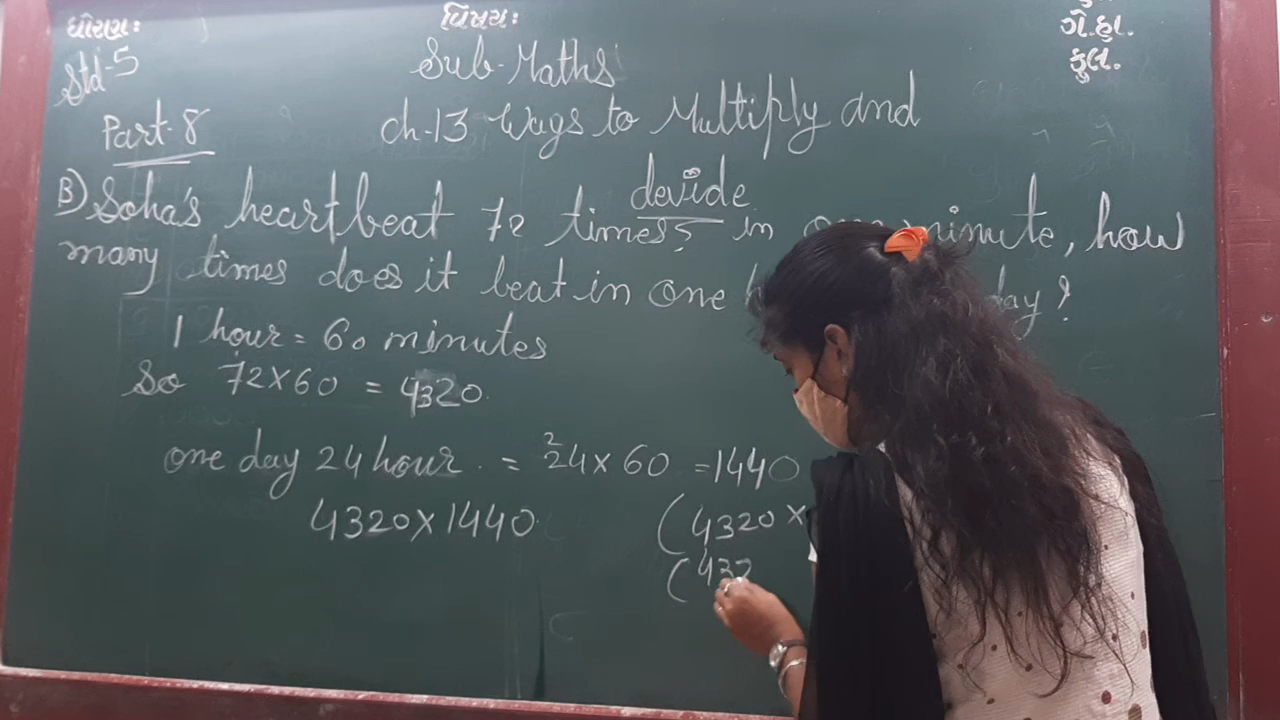 ધોરણ: વિષય: ગે.હા.
Std-5 Sub-Maths કુલ.
Part-8 ch-13 Ways to Multiply and
devide
B) Soha's heartbeat 72 times in minute, how
many times does it beat in one day?
1 hour = 60 minutes
So 72×60 = 4320
one day 24 hour = 24×60 = 1440
4320×1440 (4320×
(432